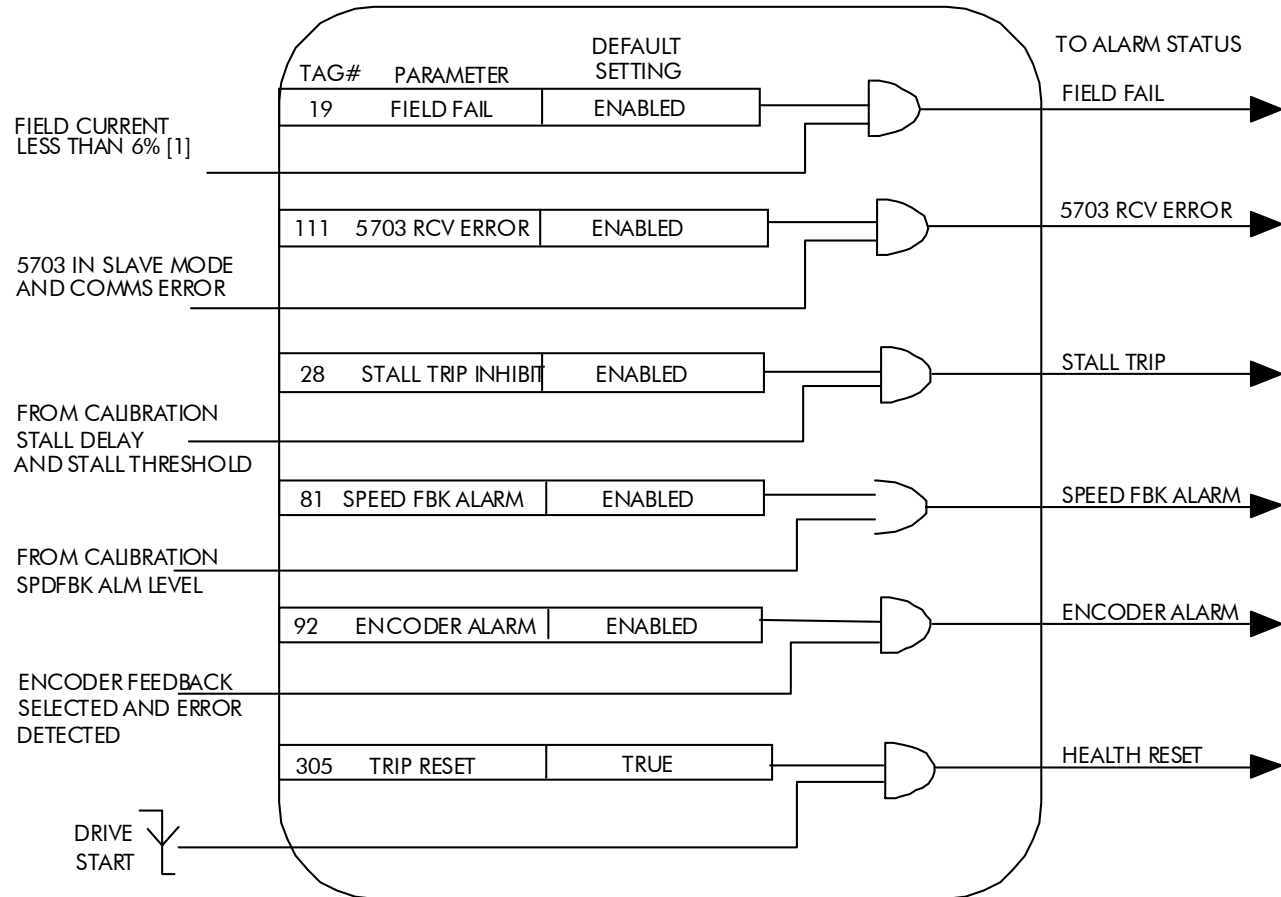 DEFAULT
SETTING
TO ALARM STATUS
TAG# PARAMETER
19 FIELD FAIL ENABLED
FIELD FAIL
FIELD CURRENT
LESS THAN 6% [1]
111 5703 RCV ERROR ENABLED
5703 RCV ERROR
5703 IN SLAVE MODE
AND COMMS ERROR
28 STALL TRIP INHIBIT ENABLED
STALL TRIP
FROM CALIBRATION
STALL DELAY
AND STALL THRESHOLD
81 SPEED FBK ALARM ENABLED
SPEED FBK ALARM
FROM CALIBRATION
SPDFBK ALM LEVEL
92 ENCODER ALARM ENABLED
ENCODER ALARM
ENCODER FEEDBACK
SELECTED AND ERROR
DETECTED
305 TRIP RESET TRUE
HEALTH RESET
DRIVE
START